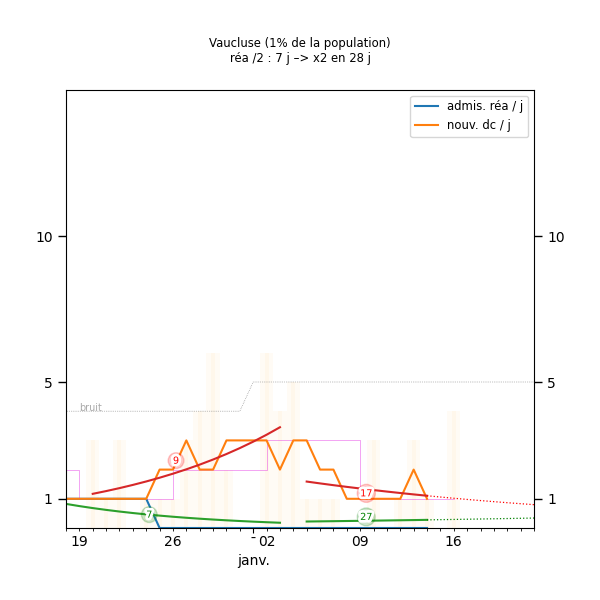 Vaucluse (1% de la population)
réa /2 : 7 j –> x2 en 28 j
admis. réa / j
nouv. dc / j
10
10
5
5
bruit
9
17
1
1
7
27
19
26
-
02
09
16
janv.